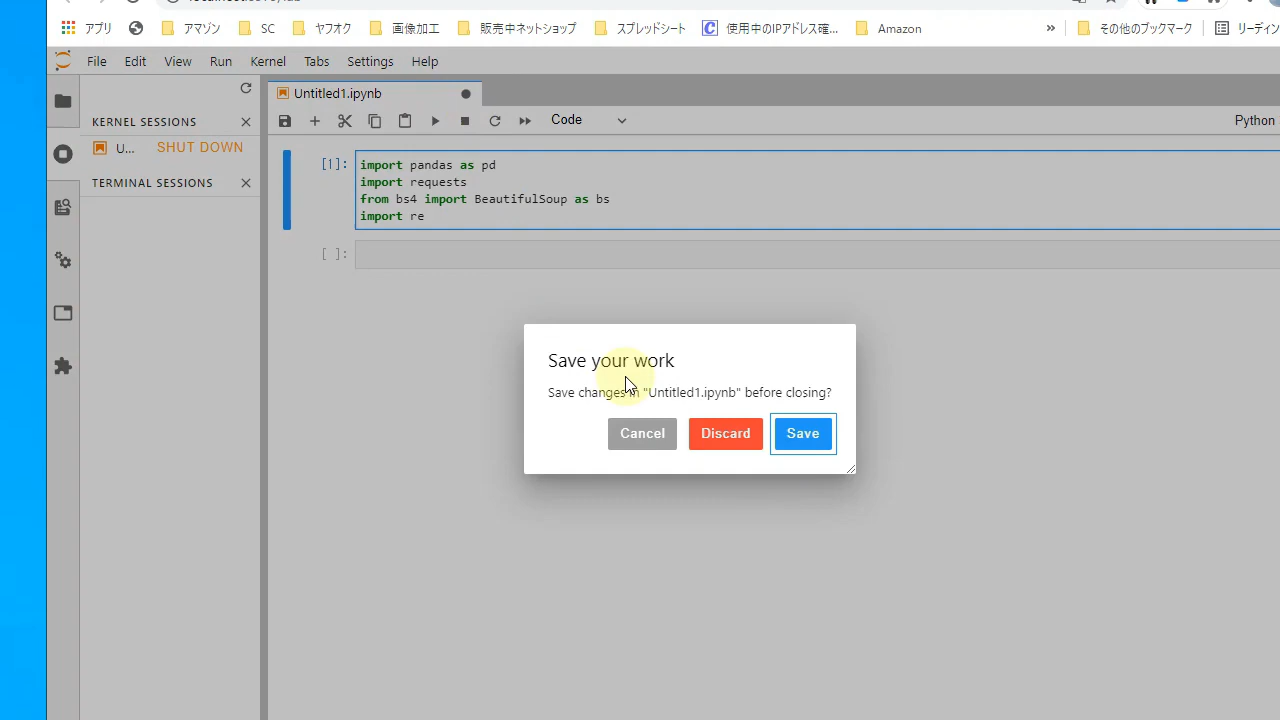 アプリ アマゾン SC ヤフオク 画像加工 販売中ネットショップ スプレッドシート 使用中のIPアドレス確... Amazon » その他のブックマーク リーディン
File Edit View Run Kernel Tabs Settings Help
Untitled1.ipynb
KERNEL SESSIONS
Code
Python
U... SHUT DOWN
TERMINAL SESSIONS
[1]: import pandas as pd
import requests
from bs4 import BeautifulSoup as bs
import re
[ ]:
Save your work
Save changes in "Untitled1.ipynb" before closing?
Cancel Discard Save